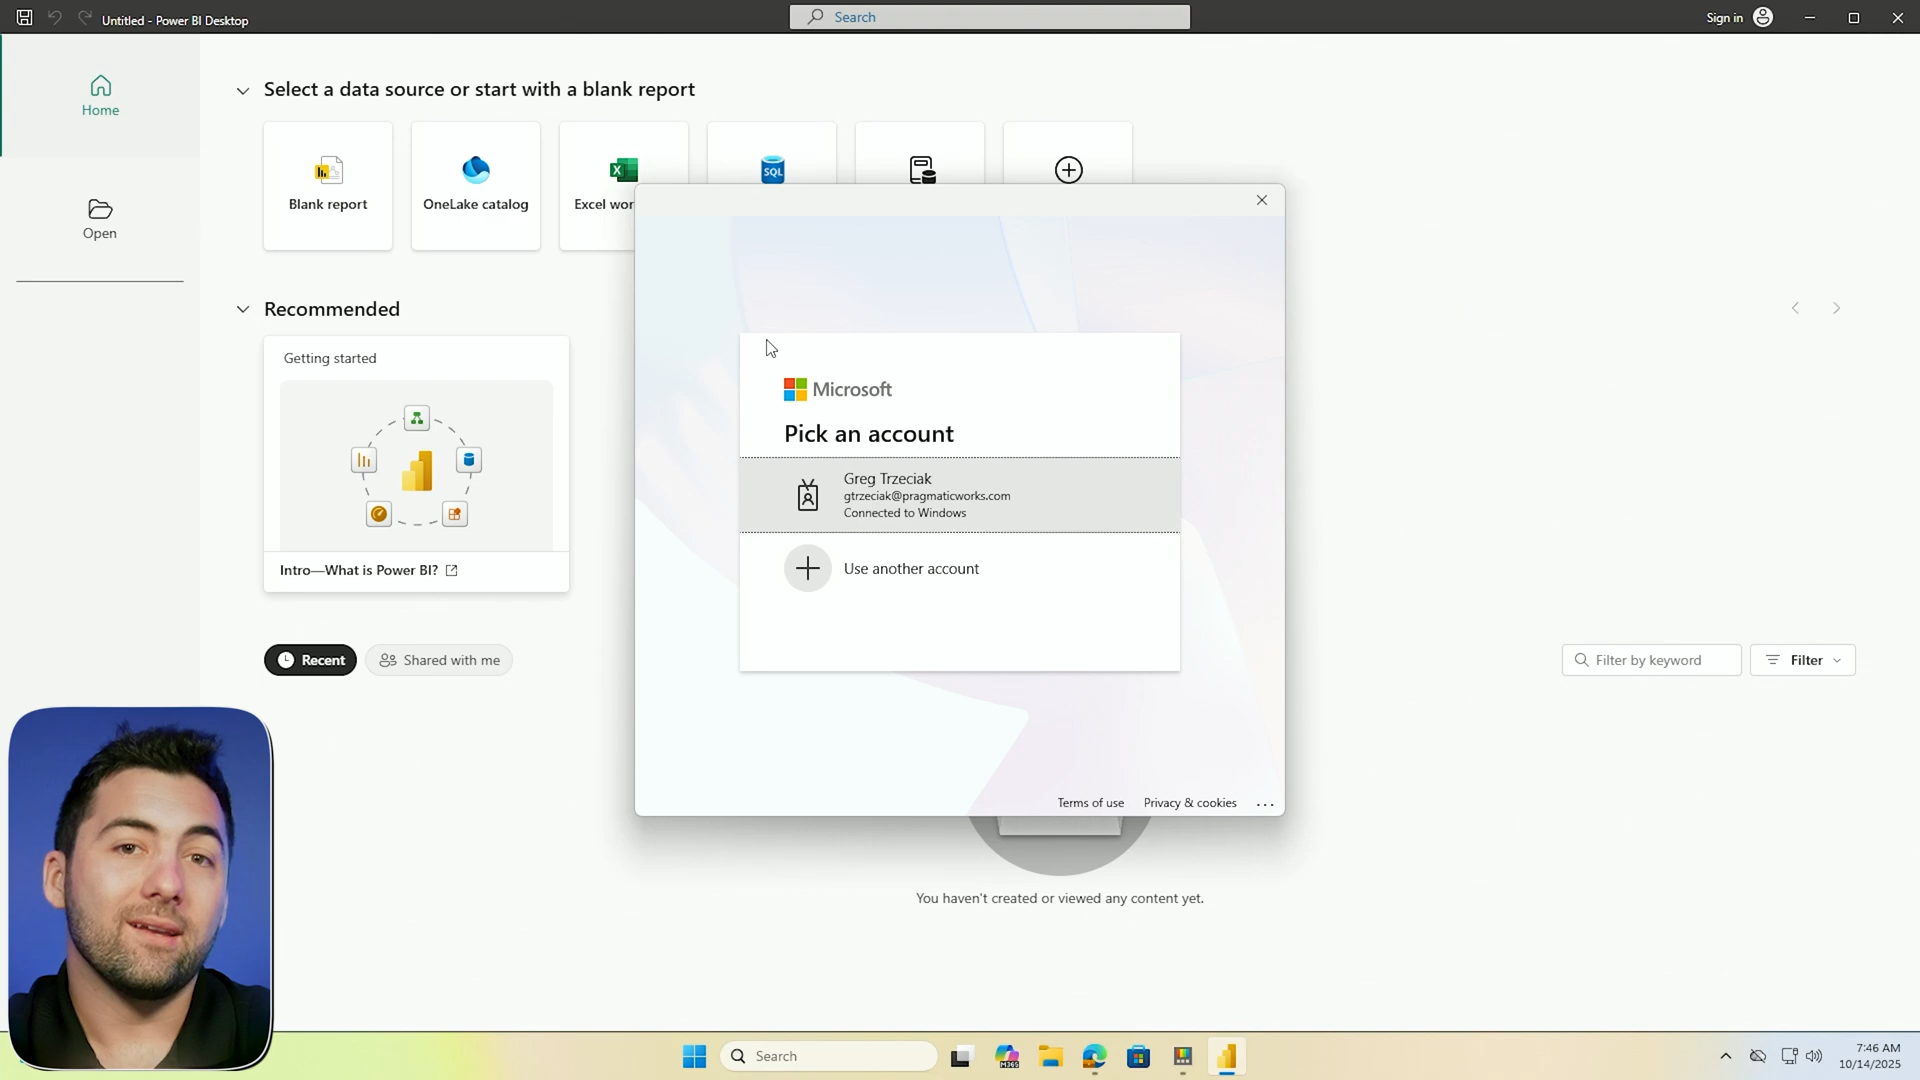 Untitled - Power BI Desktop
Search
Sign in
Home
Open
Select a data source or start with a blank report
Blank report
OneLake catalog
Excel wor
SQL
Recommended
Getting started
Intro—What is Power BI?
Microsoft
Pick an account
Greg Trzeciak
gtrzeciak@pragmaticworks.com
Connected to Windows
Use another account
Terms of use
Privacy & cookies
...
Recent
Shared with me
Filter by keyword
Filter
You haven't created or viewed any content yet.
Search
M365
7:46 AM
10/14/2025